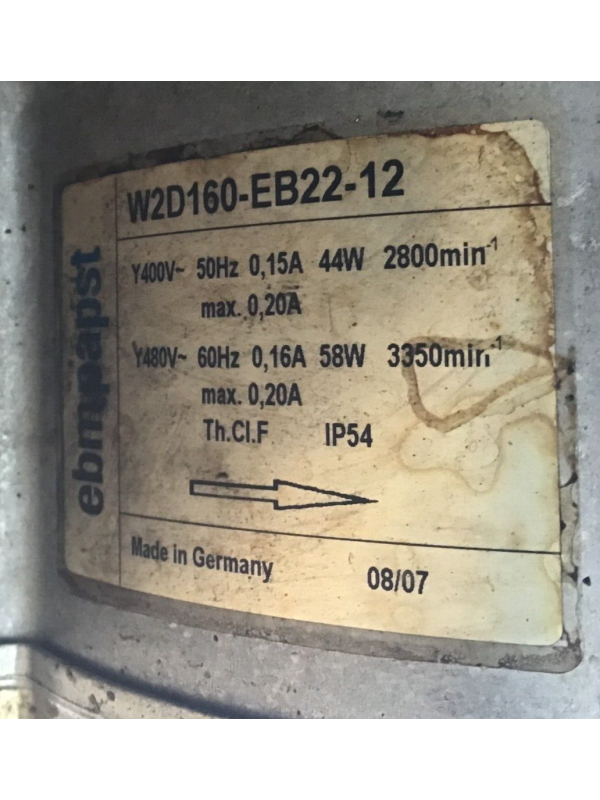 ebmpapst
W2D160-EB22-12
Y400V~ 50Hz 0,15A 44W 2800min-1
max. 0,20A
Y480V~ 60Hz 0,16A 58W 3350min-1
max. 0,20A
Th.Cl.F IP54
Made in Germany 08/07